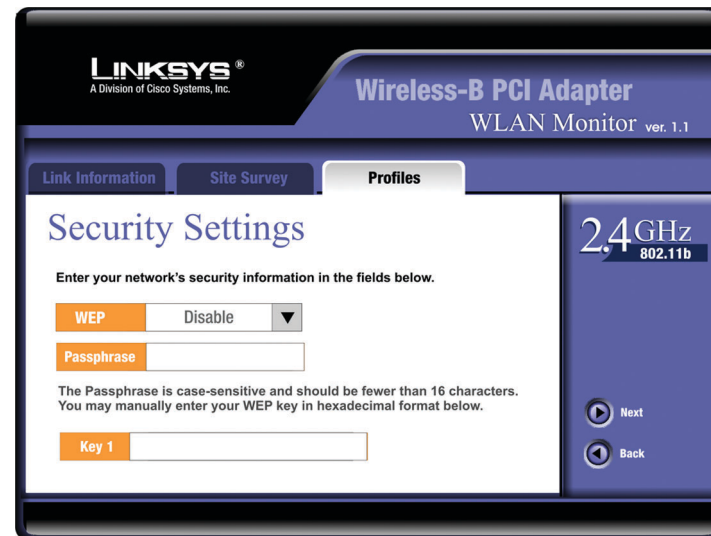 LINKSYS®
A Division of Cisco Systems, Inc.
Wireless-B PCI Adapter
WLAN Monitor ver. 1.1
Link Information
Site Survey
Profiles
Security Settings
2.4 GHz
802.11b
Enter your network's security information in the fields below.
WEP Disable
Passphrase
The Passphrase is case-sensitive and should be fewer than 16 characters.
You may manually enter your WEP key in hexadecimal format below.
Key 1
Next
Back